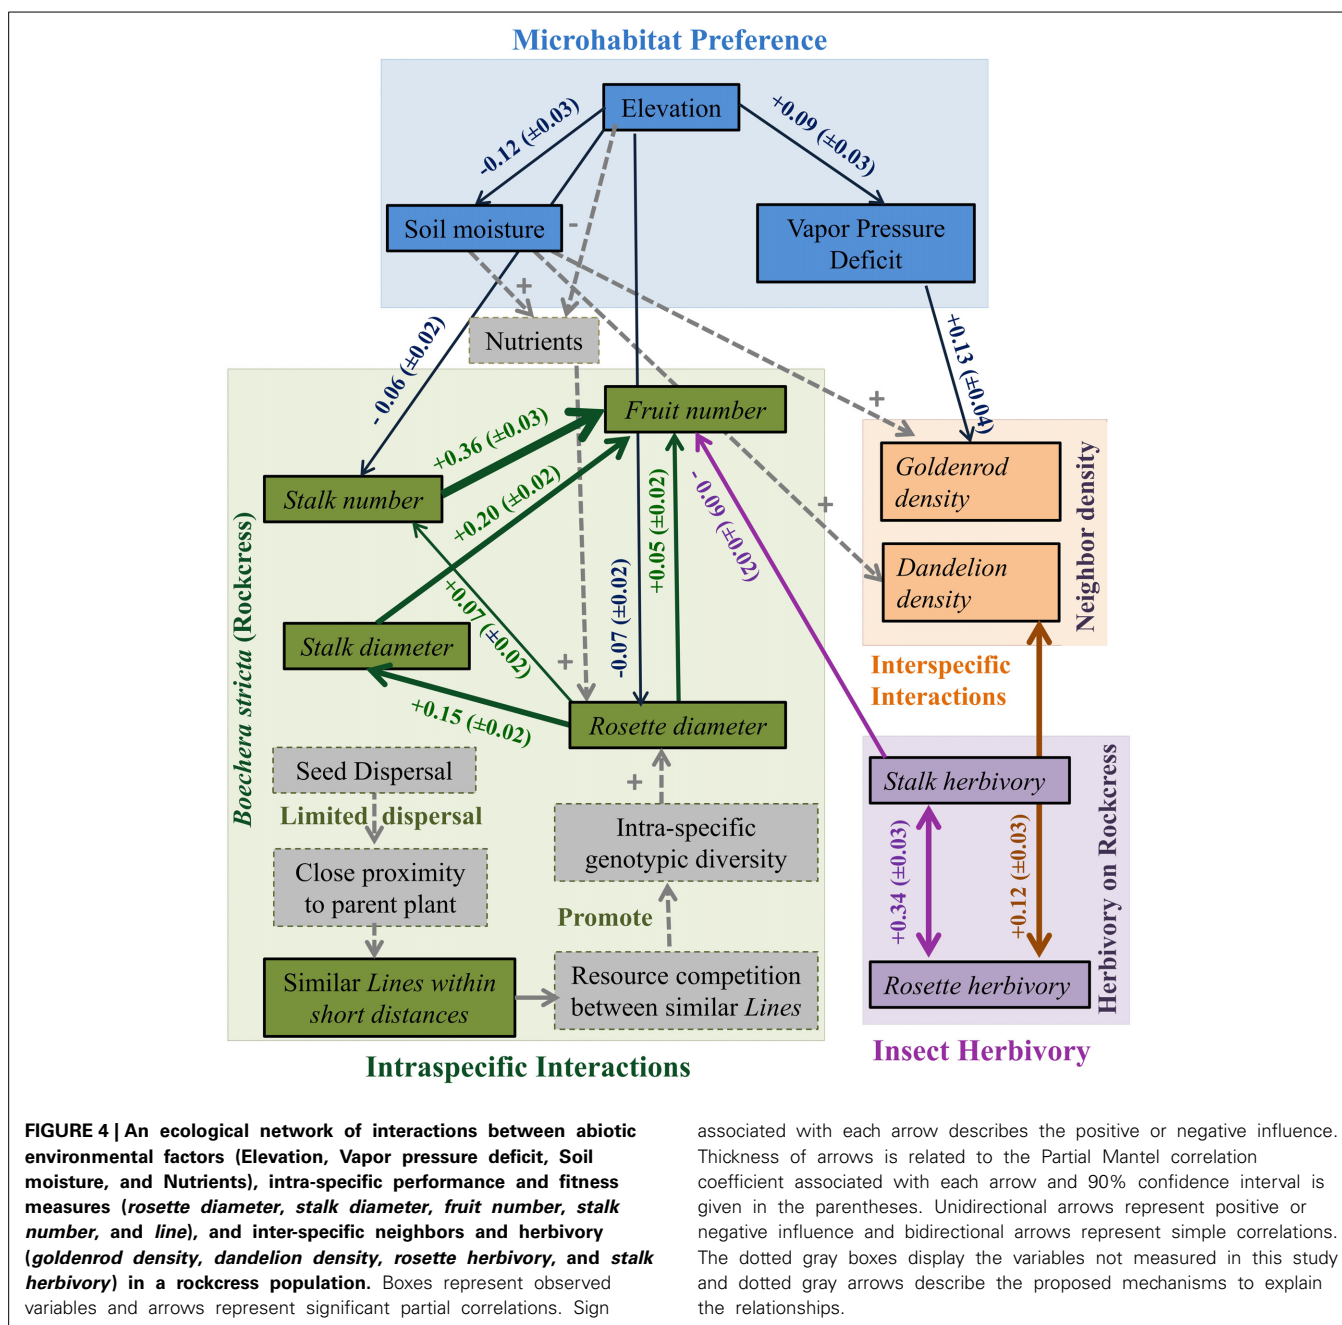 Microhabitat Preference
Elevation
-0.12 (±0.03)
+0.09 (±0.03)
Soil moisture
-
Vapor Pressure
Deficit
+
Nutrients
- 0.06 (±0.02)
+0.13 (±0.04)
+
Fruit number
+0.36 (±0.03)
Stalk number
+0.20 (±0.02)
- 0.09 (±0.02)
+0.05 (±0.02)
+
Goldenrod
density
Dandelion
density
Neighbor density
Boechera stricta (Rockcress)
+0.07 (±0.02)
-0.07 (±0.02)
Stalk diameter
+
+0.15 (±0.02)
Rosette diameter
Interspecific
Interactions
Seed Dispersal
Limited dispersal
+
Intra-specific
genotypic diversity
Close proximity
to parent plant
Promote
Similar Lines within
short distances
Resource competition
between similar Lines
Stalk herbivory
+0.34 (±0.03)
+0.12 (±0.03)
Rosette herbivory
Herbivory on Rockcress
Intraspecific Interactions
Insect Herbivory
FIGURE 4 | An ecological network of interactions between abiotic
environmental factors (Elevation, Vapor pressure deficit, Soil
moisture, and Nutrients), intra-specific performance and fitness
measures (rosette diameter, stalk diameter, fruit number, stalk
number, and line), and inter-specific neighbors and herbivory
(goldenrod density, dandelion density, rosette herbivory, and stalk
herbivory) in a rockcress population. Boxes represent observed
variables and arrows represent significant partial correlations. Sign
associated with each arrow describes the positive or negative influence.
Thickness of arrows is related to the Partial Mantel correlation
coefficient associated with each arrow and 90% confidence interval is
given in the parentheses. Unidirectional arrows represent positive or
negative influence and bidirectional arrows represent simple correlations.
The dotted gray boxes display the variables not measured in this study
and dotted gray arrows describe the proposed mechanisms to explain
the relationships.